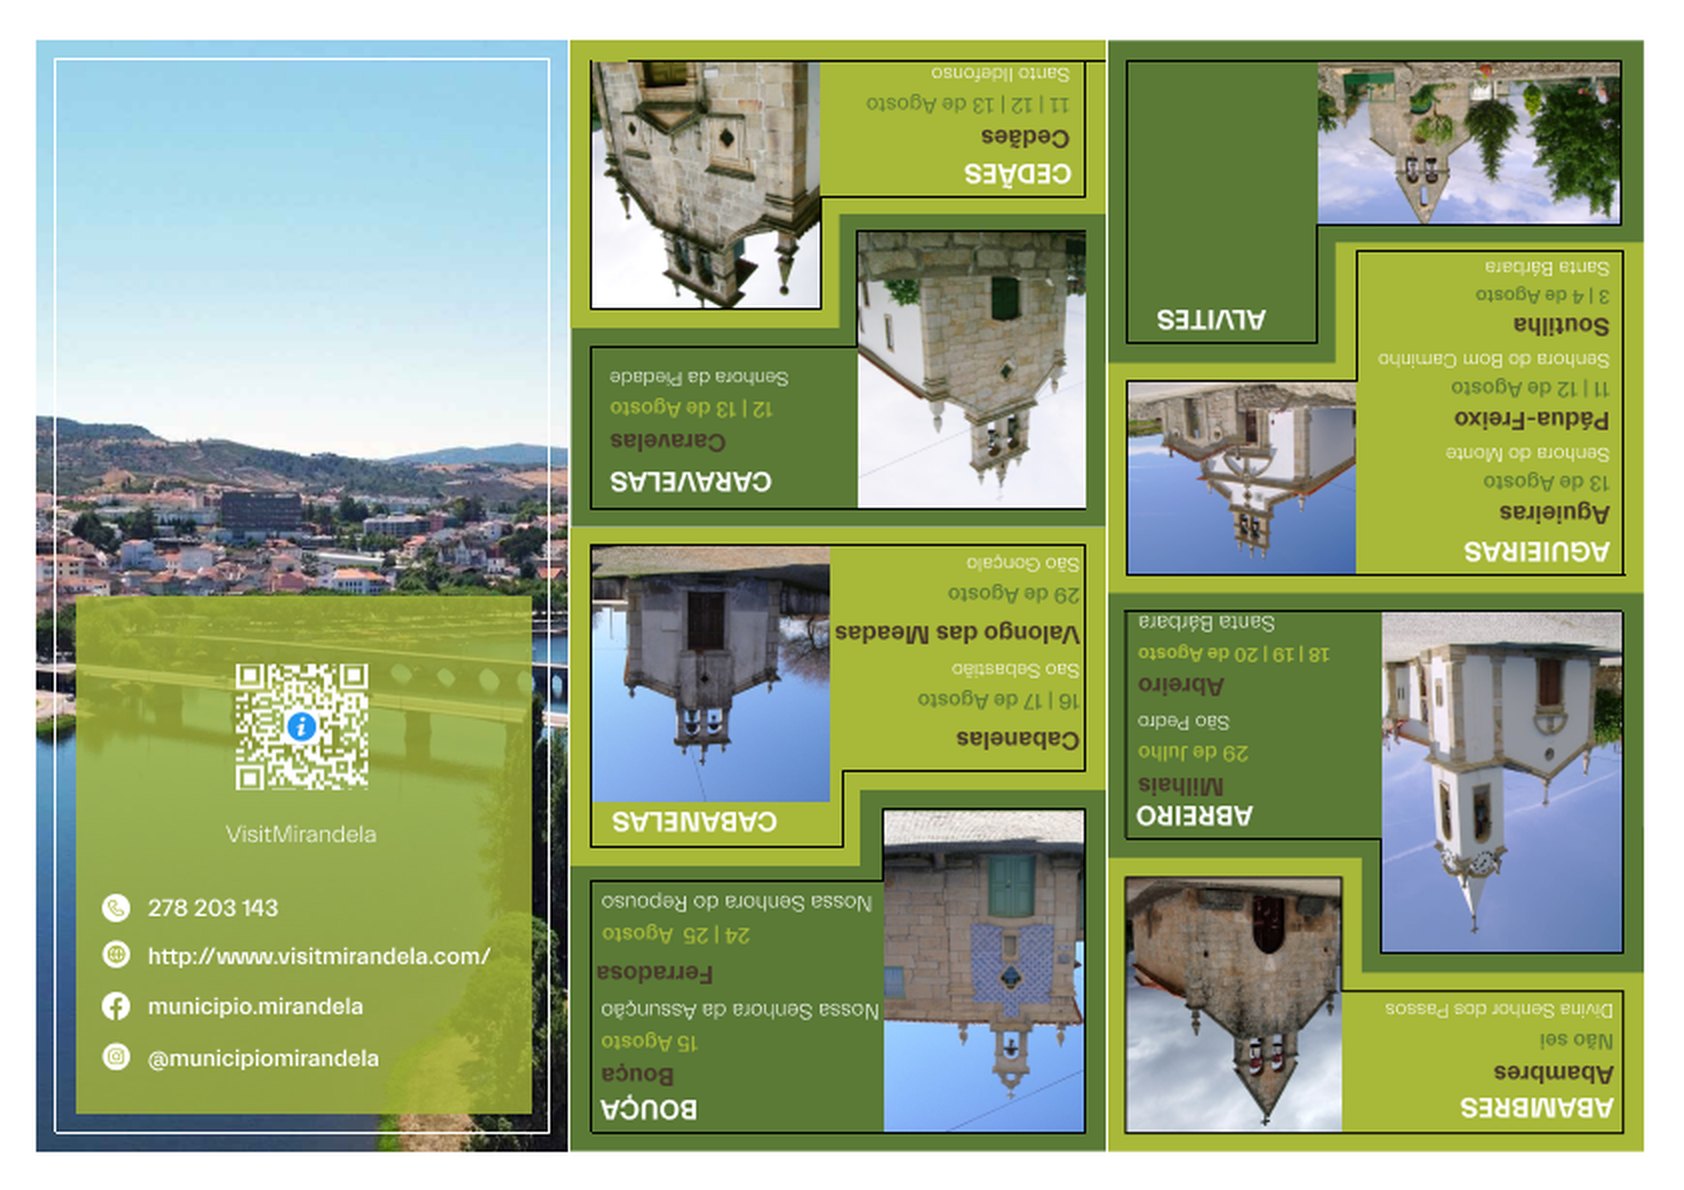 VisitMirandela
278 203 143
http://www.visitmirandela.com/
municipio.mirandela
@municipiomirandela
ABAMBRES
Abambres
Não sei
Divina Senhor dos Passos
ABREIRO
Milhais
29 de Julho
São Pedro
Abreiro
18 | 19 | 20 de Agosto
Santa Bárbara
AGUIEIRAS
Aguieiras
13 de Agosto
Senhora do Monte
Pádua-Freixo
11 | 12 de Agosto
Senhora do Bom Caminho
Soutilha
3 | 4 de Agosto
Santa Bárbara
ALVITES
BOUÇA
Bouça
15 Agosto
Nossa Senhora da Assunção
Ferradosa
24 | 25 Agosto
Nossa Senhora do Repouso
CABANELAS
Cabanelas
16 | 17 de Agosto
Sao Sebastião
Valongo das Meadas
29 de Agosto
São Gonçalo
CARAVELAS
Caravelas
12 | 13 de Agosto
Senhora da Piedade
CEDÃES
Cedães
11 | 12 | 13 de Agosto
Santo Ildefonso